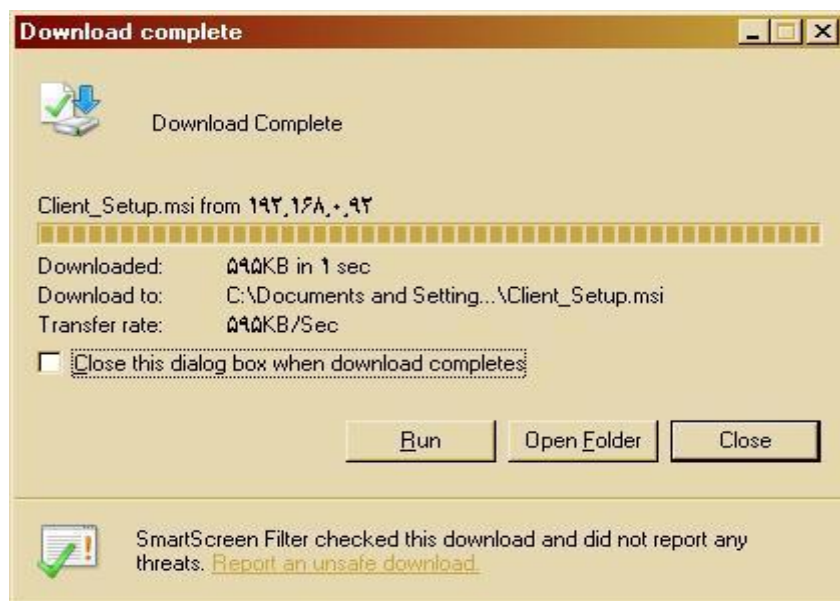 Download complete
Download Complete
Client_Setup.msi from ۱۹۲,۱۶۸,۰,۹۲
Downloaded: ۵۹۵KB in ۱ sec
Download to: C:\Documents and Setting...\Client_Setup.msi
Transfer rate: ۵۹۵KB/Sec
Close this dialog box when download completes
Run Open Folder Close
SmartScreen Filter checked this download and did not report any
threats. Report an unsafe download.